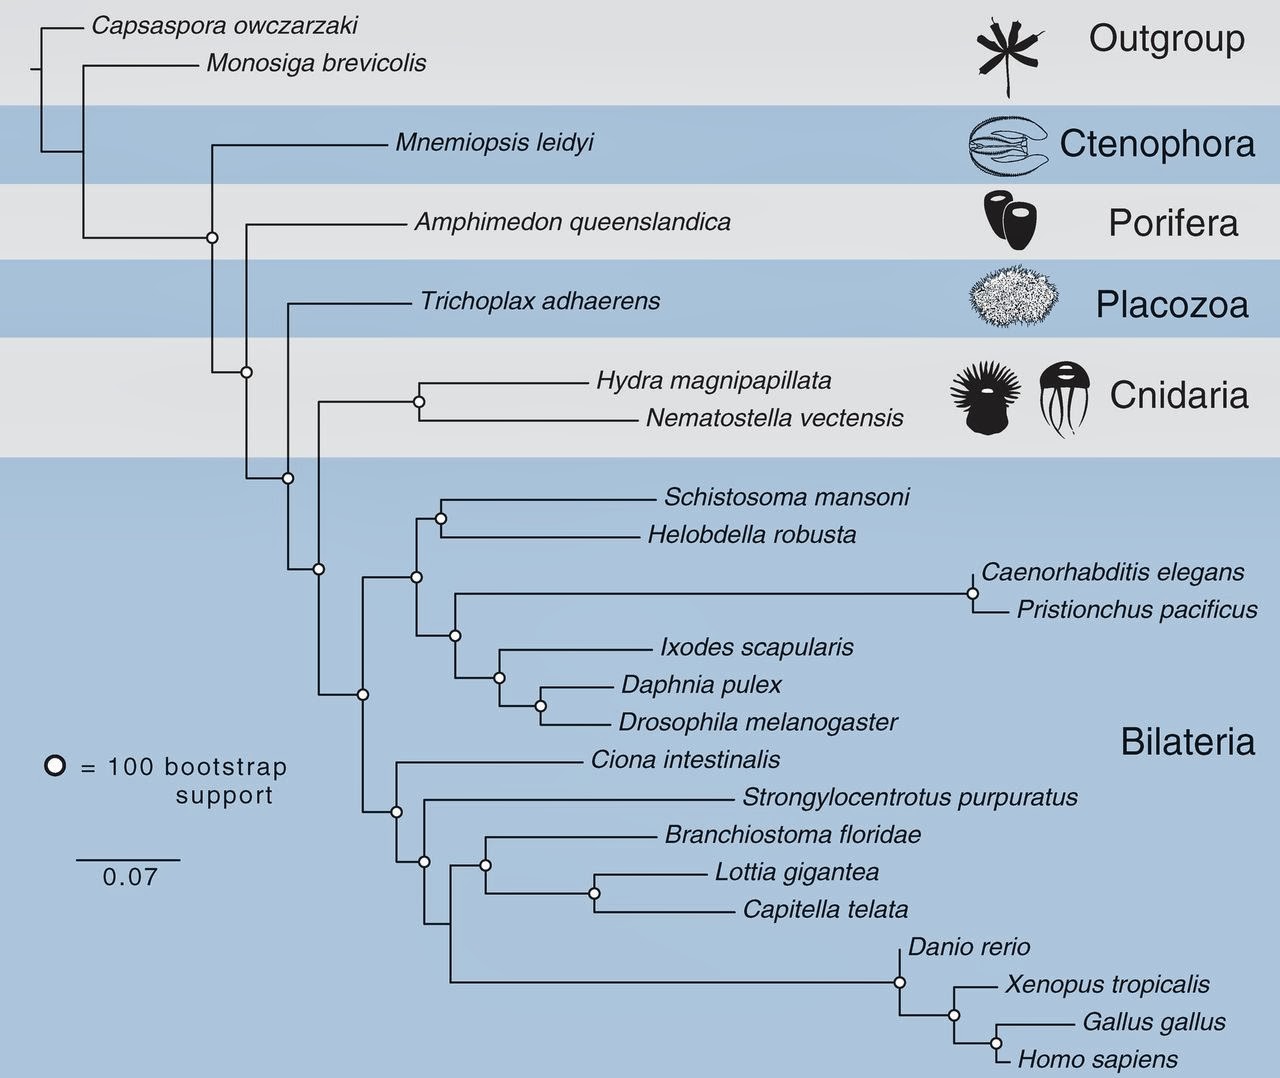 Capsaspora owczarzaki
Outgroup
Monosiga brevicolis
Mnemiopsis leidyi
Ctenophora
Amphimedon queenslandica
Porifera
Trichoplax adhaerens
Placozoa
Hydra magnipapillata
Cnidaria
Nematostella vectensis
Schistosoma mansoni
Helobdella robusta
Caenorhabditis elegans
Pristionchus pacificus
Ixodes scapularis
Daphnia pulex
Drosophila melanogaster
Bilateria
Ciona intestinalis
= 100 bootstrap
support
Strongylocentrotus purpuratus
Branchiostoma floridae
Lottia gigantea
0.07
Capitella telata
Danio rerio
Xenopus tropicalis
Gallus gallus
Homo sapiens